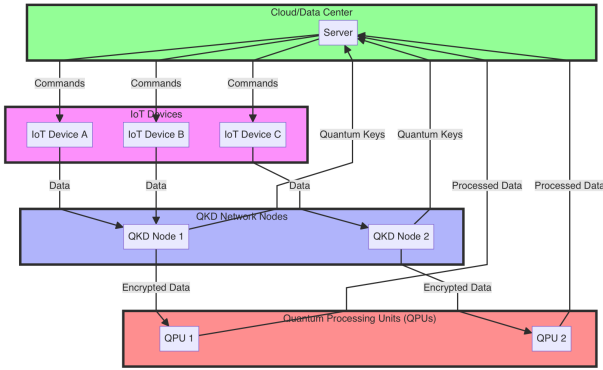 Cloud/Data Center
Server
Commands
Commands
Commands
IoT Devices
IoT Device A
IoT Device B
IoT Device C
Quantum Keys
Quantum Keys
Data
Data
Data
Processed Data
Processed Data
QKD Network Nodes
QKD Node 1
QKD Node 2
Encrypted Data
Encrypted Data
Quantum Processing Units (QPUs)
QPU 1
QPU 2